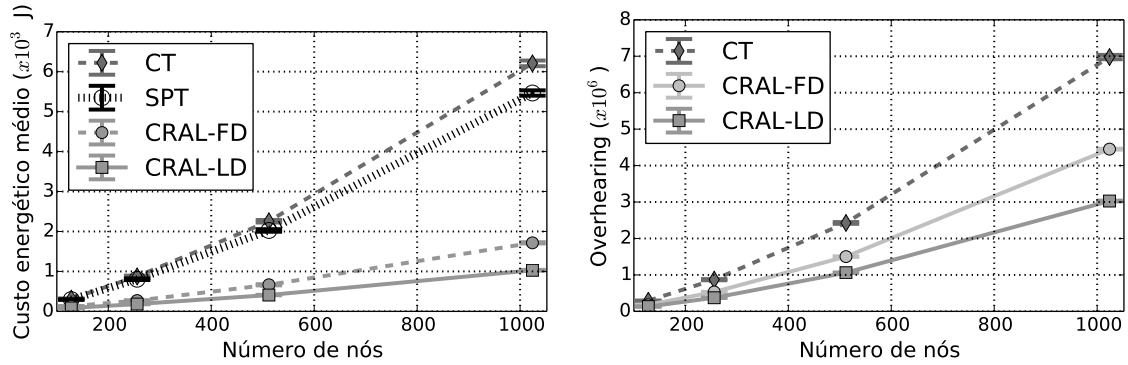 Custo energético médio (x10³ J)
7
6
5
4
3
2
1
0
CT
SPT
CRAL-FD
CRAL-LD
200
400
600
800
1000
Número de nós
Overhearing (x10⁶)
8
7
6
5
4
3
2
1
0
CT
CRAL-FD
CRAL-LD
200
400
600
800
1000
Número de nós